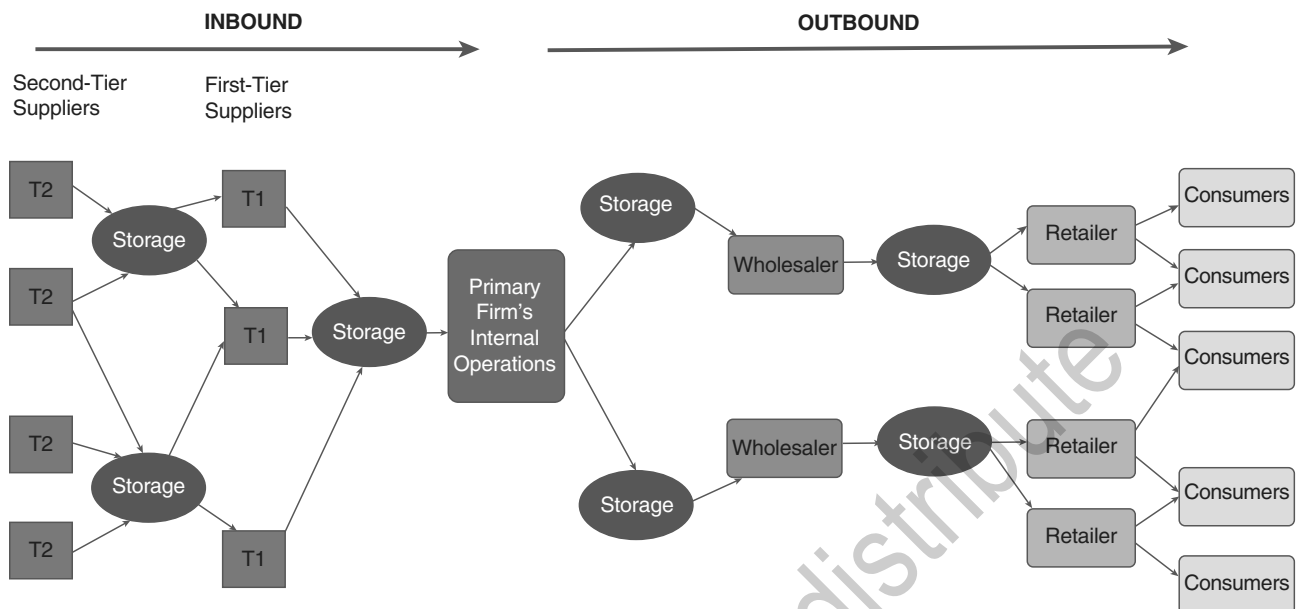 INBOUND
OUTBOUND
Second-Tier
Suppliers
First-Tier
Suppliers
T2
T2
T2
T2
Storage
Storage
T1
T1
T1
Storage
Primary
Firm's
Internal
Operations
Storage
Storage
Wholesaler
Wholesaler
Storage
Storage
Retailer
Retailer
Retailer
Retailer
Consumers
Consumers
Consumers
Consumers
Consumers
distribute